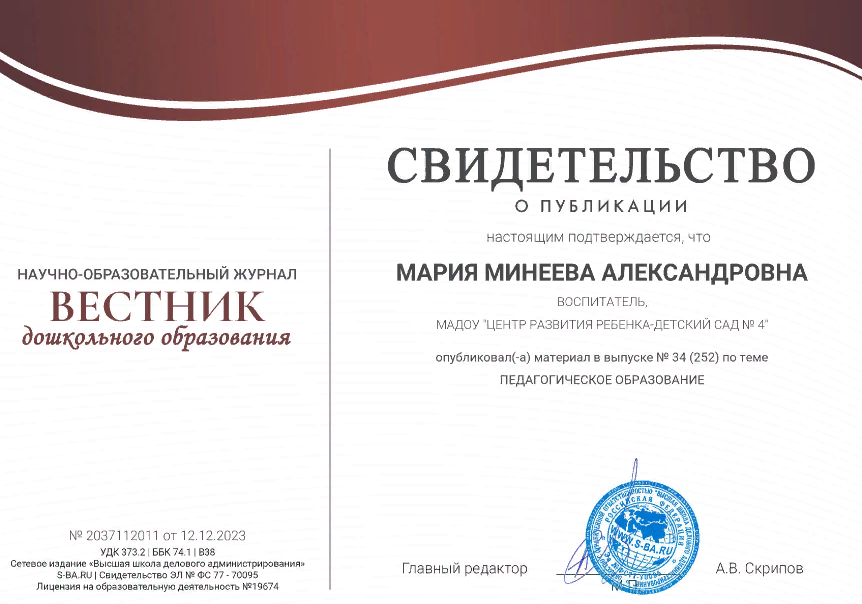 СВИДЕТЕЛЬСТВО
О ПУБЛИКАЦИИ
настоящим подтверждается, что
МАРИЯ МИНЕЕВА АЛЕКСАНДРОВНА
ВОСПИТАТЕЛЬ,
МАДОУ "ЦЕНТР РАЗВИТИЯ РЕБЕНКА-ДЕТСКИЙ САД № 4"
опубликовал(-а) материал в выпуске № 34 (252) по теме
ПЕДАГОГИЧЕСКОЕ ОБРАЗОВАНИЕ
НАУЧНО-ОБРАЗОВАТЕЛЬНЫЙ ЖУРНАЛ
ВЕСТНИК
дошкольного образования
№ 2037112011 от 12.12.2023
УДК 373.2 | ББК 74.1 | В38
Сетевое издание «Высшая школа делового администрирования»
S-BA.RU | Свидетельство ЭЛ № ФС 77 - 70095
Лицензия на образовательную деятельность №19674
Главный редактор
А.В. Скрипов
РОССИЙСКАЯ ФЕДЕРАЦИЯ
WWW.S-BA.RU